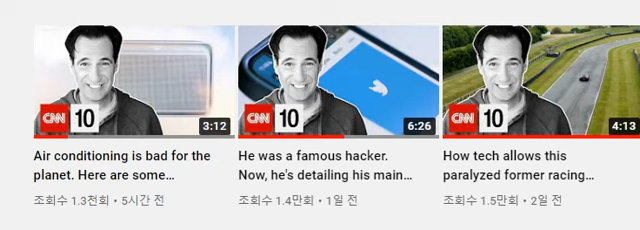 CNN 10
3:12
CNN 10
6:26
CNN 10
4:13
Air conditioning is bad for the
planet. Here are some...
조회수 1.3천회 • 5시간 전
He was a famous hacker.
Now, he's detailing his main...
조회수 1.4만회 • 1일 전
How tech allows this
paralyzed former racing...
조회수 1.5만회 • 2일 전